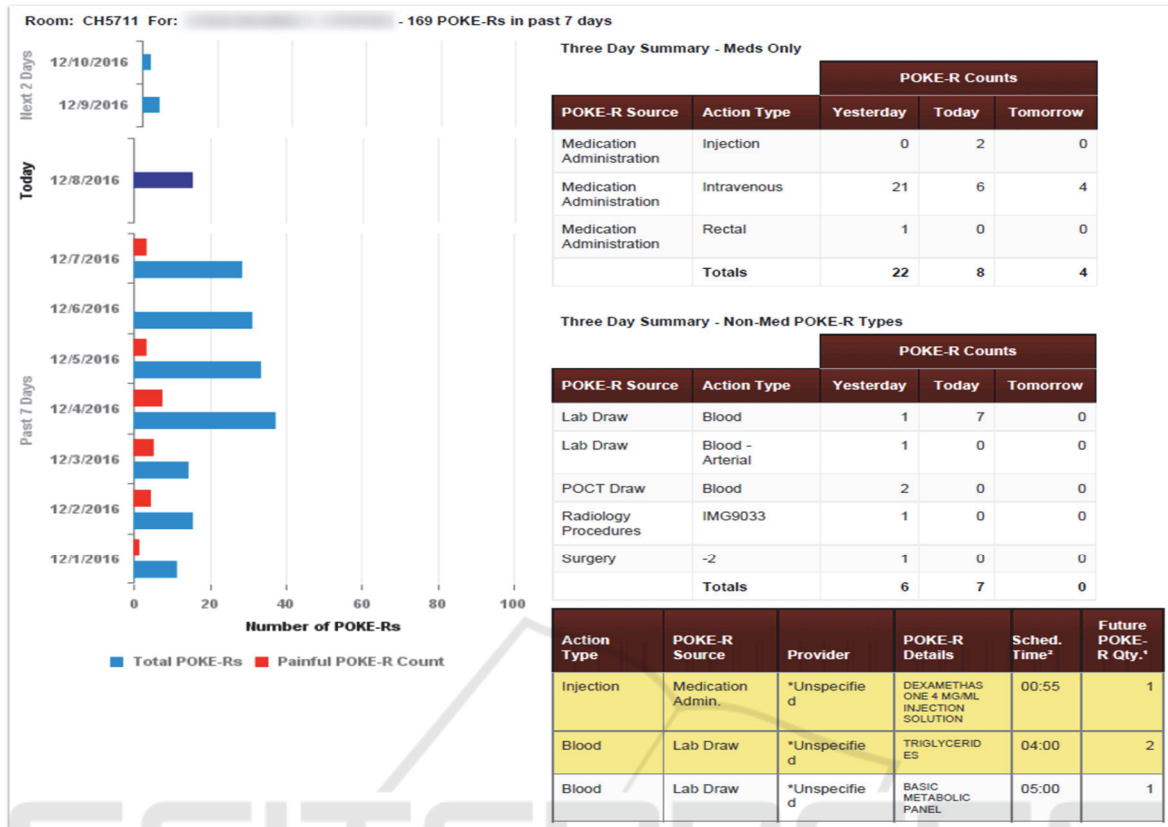 Room: CH5711 For: - 169 POKE-Rs in past 7 days
Next 2 Days
12/10/2016
12/9/2016
Today
12/8/2016
Past 7 Days
12/7/2016
12/6/2016
12/5/2016
12/4/2016
12/3/2016
12/2/2016
12/1/2016
0 20 40 60 80 100
Number of POKE-Rs
Total POKE-Rs Painful POKE-R Count
Three Day Summary - Meds Only
POKE-R Counts
POKE-R Source Action Type Yesterday Today Tomorrow
Medication Injection 0 2 0
Administration
Medication Intravenous 21 6 4
Administration
Medication Rectal 1 0 0
Administration
Totals 22 8 4
Three Day Summary - Non-Med POKE-R Types
POKE-R Counts
POKE-R Source Action Type Yesterday Today Tomorrow
Lab Draw Blood 1 7 0
Lab Draw Blood - 1 0 0
Arterial
POCT Draw Blood 2 0 0
Radiology IMG9033 1 0 0
Procedures
Surgery -2 1 0 0
Totals 6 7 0
Action Type POKE-R Source Provider POKE-R Details Sched. Time² Future POKE-R Qty.*
Injection Medication *Unspecifie DEXAMETHAS 00:55 1
Admin. d ONE 4 MG/ML
INJECTION
SOLUTION
Blood Lab Draw *Unspecifie TRIGLYCERID 04:00 2
d ES
Blood Lab Draw *Unspecifie BASIC 05:00 1
d METABOLIC
PANEL